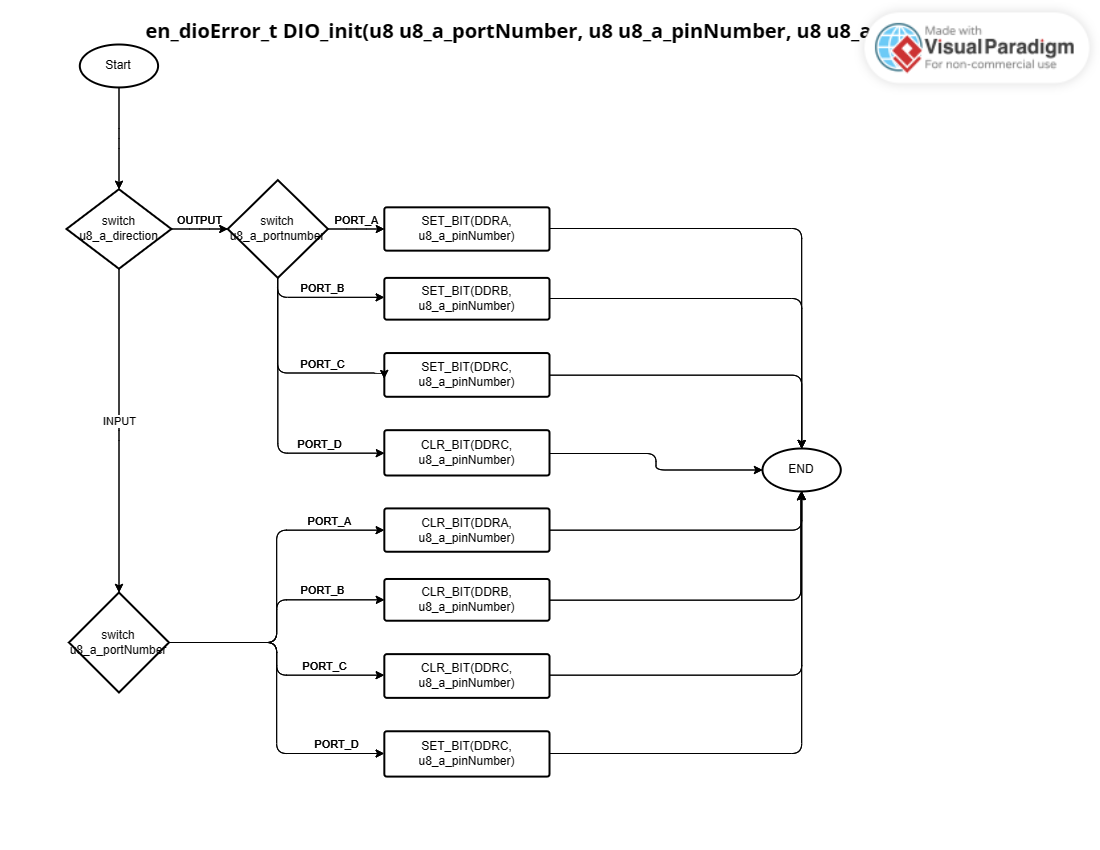 en_dioError_t DIO_init(u8 u8_a_portNumber, u8 u8_a_pinNumber, u8 u8_a
Made with
Visual Paradigm
For non-commercial use
Start
switch
u8_a_direction
OUTPUT
switch
u8_a_portnumber
PORT_A
SET_BIT(DDRA,
u8_a_pinNumber)
PORT_B
SET_BIT(DDRB,
u8_a_pinNumber)
PORT_C
SET_BIT(DDRC,
u8_a_pinNumber)
INPUT
PORT_D
CLR_BIT(DDRC,
u8_a_pinNumber)
END
PORT_A
CLR_BIT(DDRA,
u8_a_pinNumber)
PORT_B
CLR_BIT(DDRB,
u8_a_pinNumber)
switch
u8_a_portNumber
PORT_C
CLR_BIT(DDRC,
u8_a_pinNumber)
PORT_D
SET_BIT(DDRC,
u8_a_pinNumber)